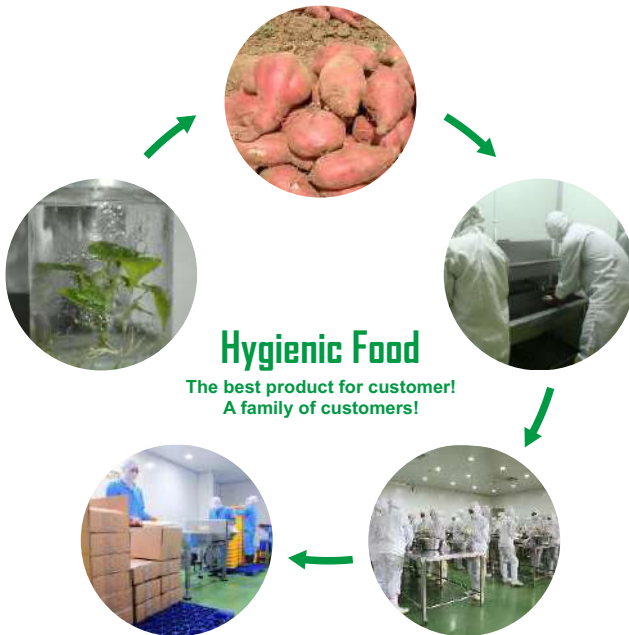 Hygienic Food
The best product for customer!
A family of customers!